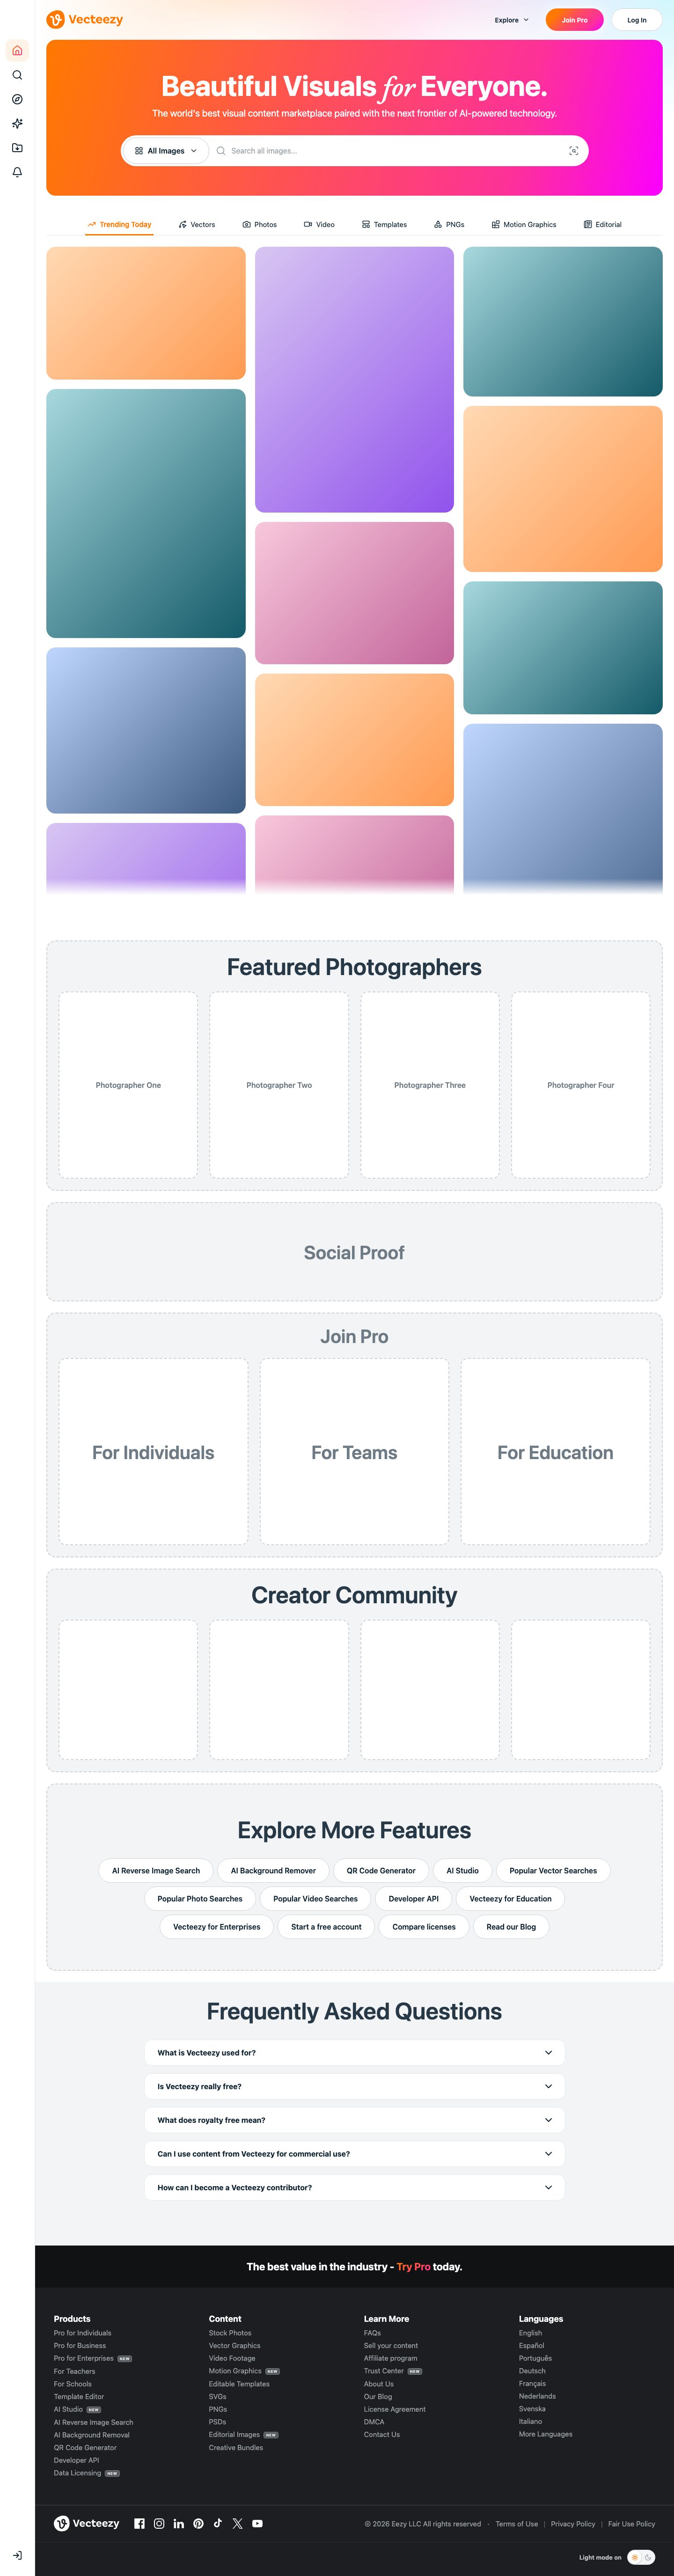 Vecteezy
Explore
Join Pro
Log In
Beautiful Visuals for Everyone.
The world's best visual content marketplace paired with the next frontier of AI-powered technology.
All Images
Search all images...
Trending Today
Vectors
Photos
Video
Templates
PNGs
Motion Graphics
Editorial
Featured Photographers
Photographer One
Photographer Two
Photographer Three
Photographer Four
Social Proof
Join Pro
For Individuals
For Teams
For Education
Creator Community
Explore More Features
AI Reverse Image Search
AI Background Remover
QR Code Generator
AI Studio
Popular Vector Searches
Popular Photo Searches
Popular Video Searches
Developer API
Vecteezy for Education
Vecteezy for Enterprises
Start a free account
Compare licenses
Read our Blog
Frequently Asked Questions
What is Vecteezy used for?
Is Vecteezy really free?
What does royalty free mean?
Can I use content from Vecteezy for commercial use?
How can I become a Vecteezy contributor?
The best value in the industry - Try Pro today.
Products
Pro for Individuals
Pro for Business
Pro for Enterprises NEW
For Teachers
For Schools
Template Editor
AI Studio NEW
AI Reverse Image Search
AI Background Removal
QR Code Generator
Developer API
Data Licensing NEW
Content
Stock Photos
Vector Graphics
Video Footage
Motion Graphics NEW
Editable Templates
SVGs
PNGs
PSDs
Editorial Images NEW
Creative Bundles
Learn More
FAQs
Sell your content
Affiliate program
Trust Center NEW
About Us
Our Blog
License Agreement
DMCA
Contact Us
Languages
English
Español
Português
Deutsch
Français
Nederlands
Svenska
Italiano
More Languages
Vecteezy
© 2026 Eezy LLC All rights reserved - Terms of Use | Privacy Policy | Fair Use Policy
Light mode on